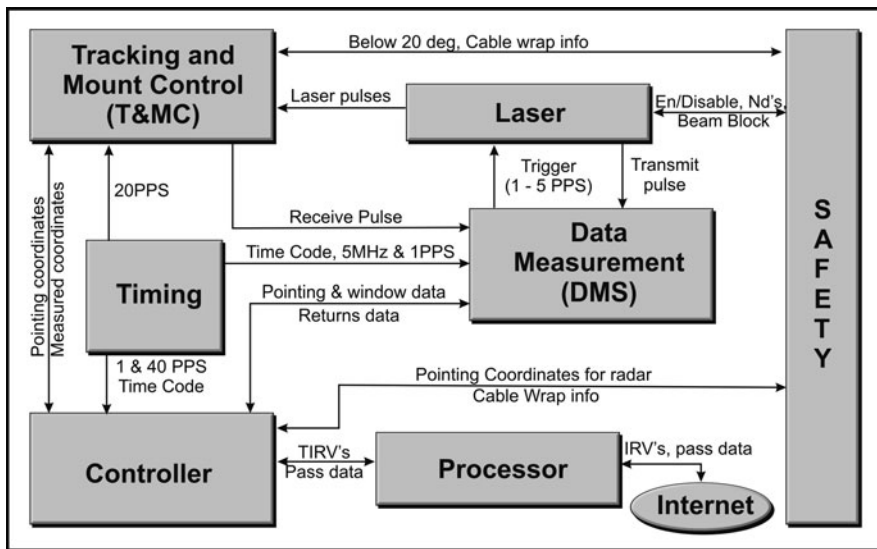 Tracking and
Mount Control
(T&MC)
Below 20 deg, Cable wrap info
Laser pulses
Laser
En/Disable, Nd's,
Beam Block
SAFETY
20PPS
Trigger
(1 - 5 PPS)
Transmit
pulse
Pointing coordinates
Measured coordinates
Receive Pulse
Timing
Time Code, 5MHz & 1PPS
Data
Measurement
(DMS)
Pointing & window data
Returns data
1 & 40 PPS
Time Code
Pointing Coordinates for radar
Cable Wrap info
Controller
TIRV's
Pass data
Processor
IRV's, pass data
Internet